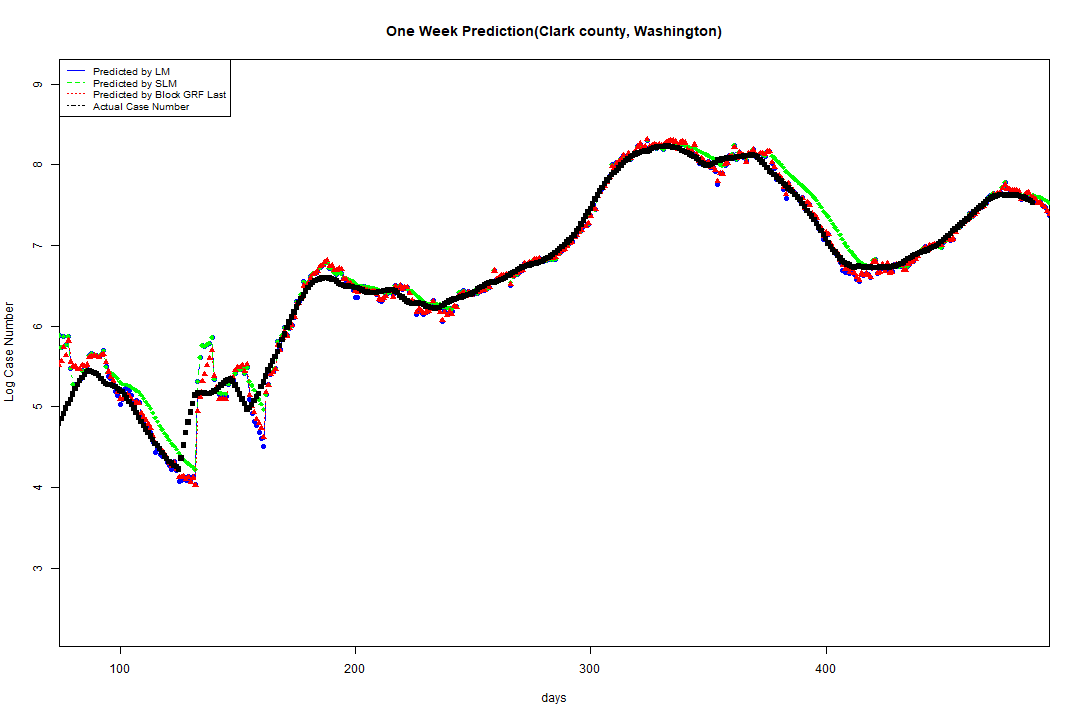 One Week Prediction(Clark county, Washington)
Predicted by LM
Predicted by SLM
Predicted by Block GRF Last
Actual Case Number
Log Case Number
9
8
7
6
5
4
3
100 200 300 400
days